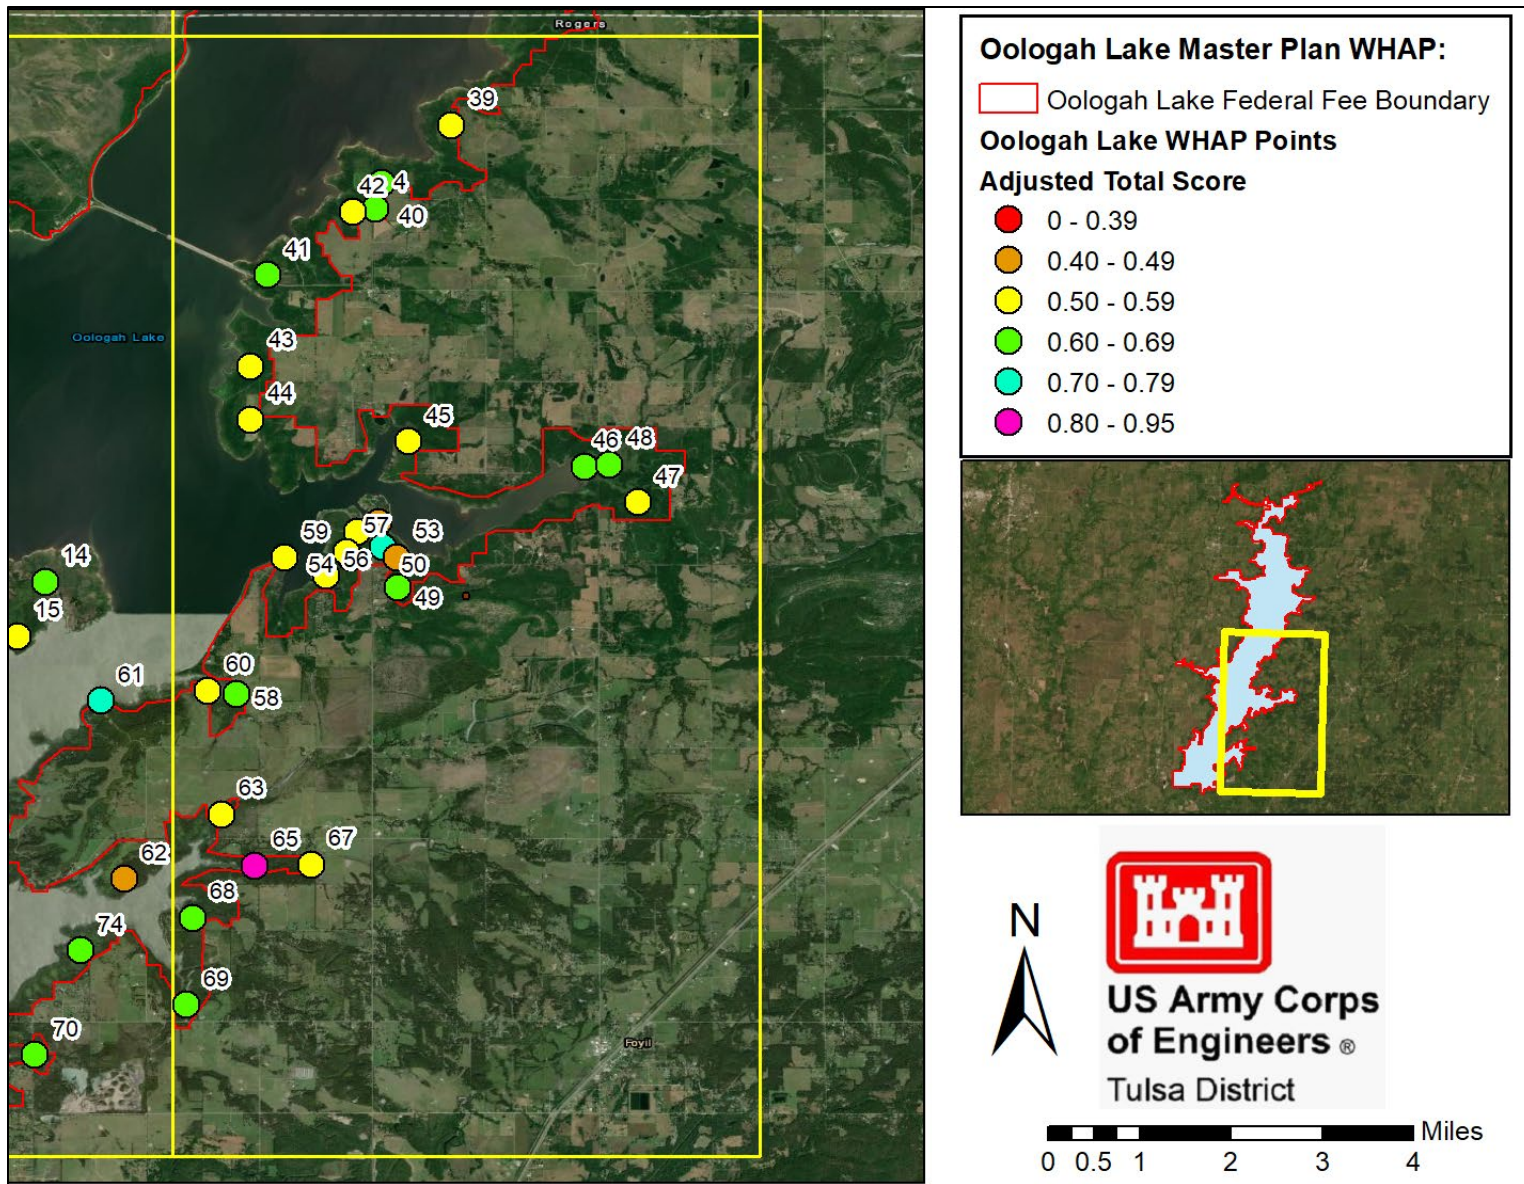 Rogers
39
42
4
40
41
Oologah Lake
43
44
45
46
48
47
59
57
53
14
54
56
50
15
49
60
61
58
63
65
67
62
68
74
69
70
Foyil
Oologah Lake Master Plan WHAP:
Oologah Lake Federal Fee Boundary
Oologah Lake WHAP Points
Adjusted Total Score
0 - 0.39
0.40 - 0.49
0.50 - 0.59
0.60 - 0.69
0.70 - 0.79
0.80 - 0.95
N
US Army Corps
of Engineers ®
Tulsa District
Miles
0 0.5 1 2 3 4